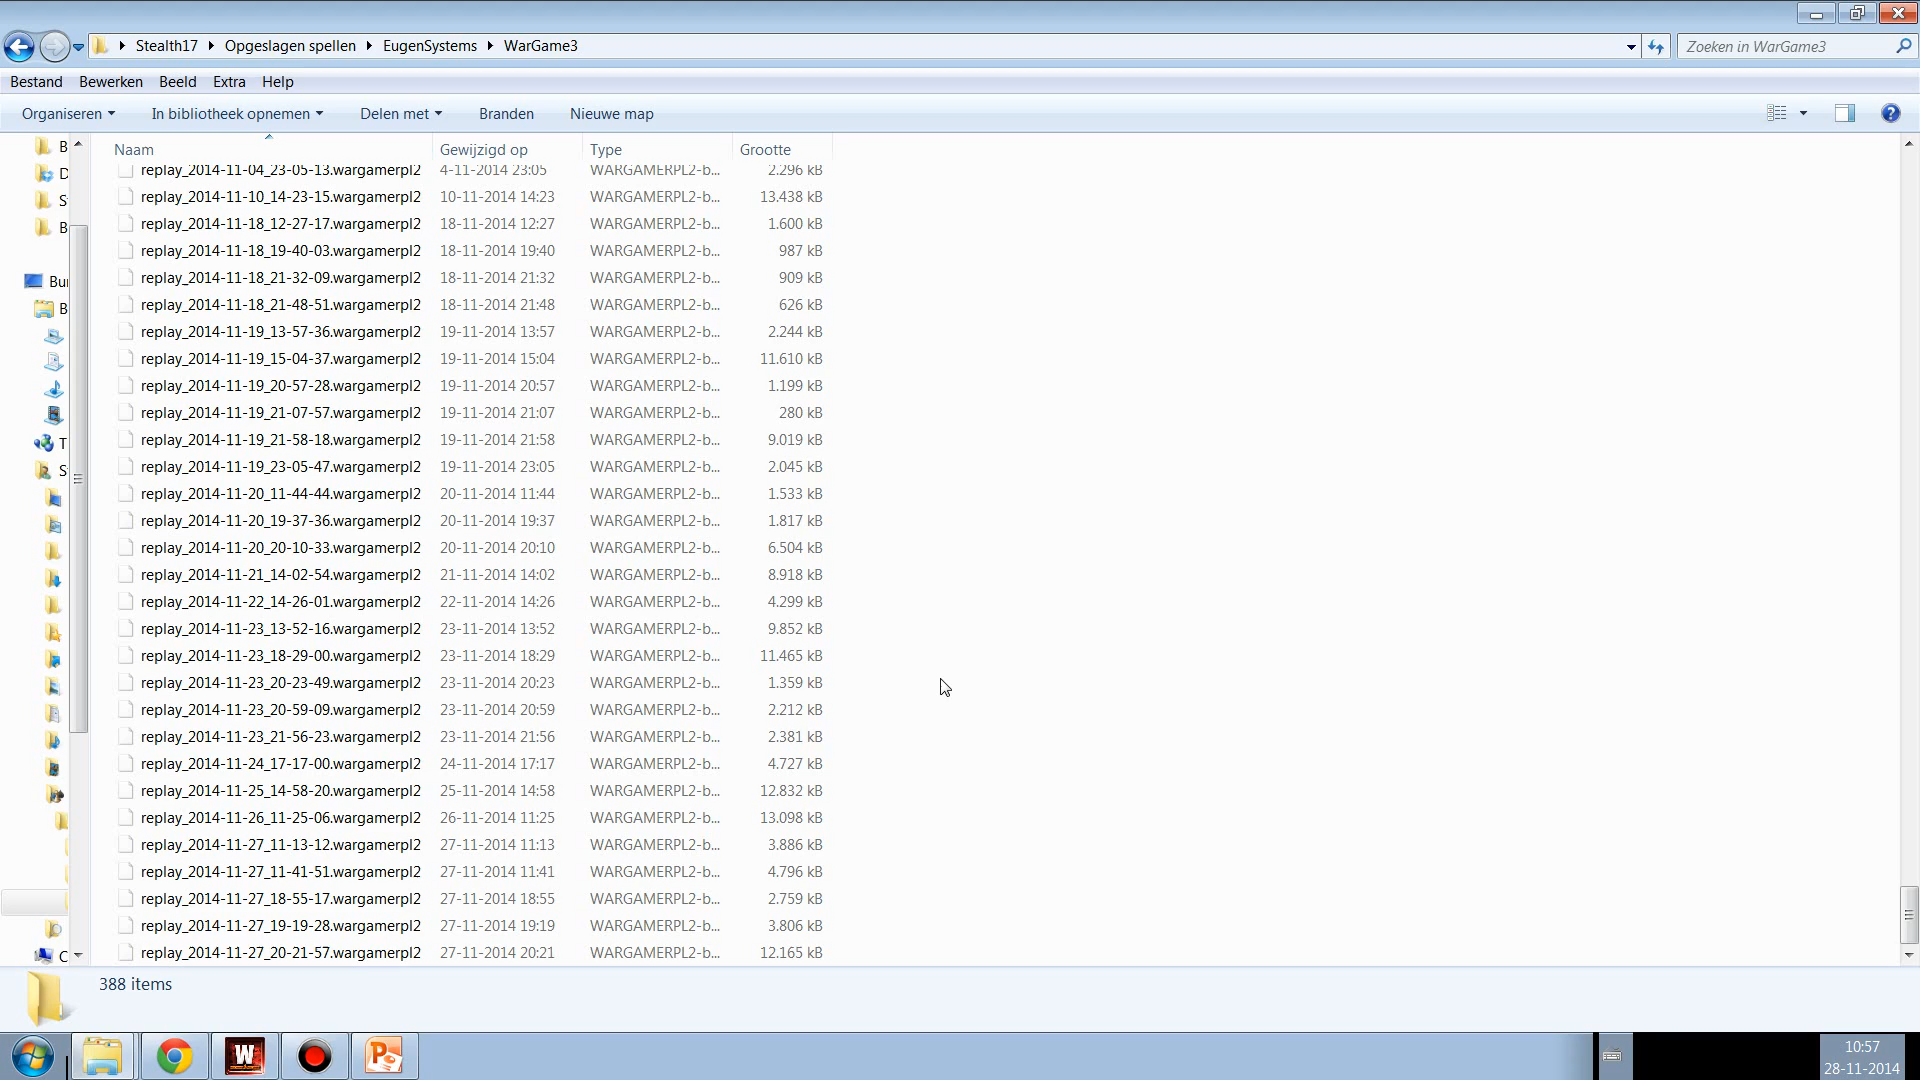 Stealth17 Opgeslagen spellen EugenSystems WarGame3
Zoeken in WarGame3
Bestand Bewerken Beeld Extra Help
Organiseren In bibliotheek opnemen Delen met Branden Nieuwe map
Naam Gewijzigd op Type Grootte
replay_2014-11-04_23-05-13.wargamerpl2 4-11-2014 23:05 WARGAMERPL2-b... 2.296 kB
replay_2014-11-10_14-23-15.wargamerpl2 10-11-2014 14:23 WARGAMERPL2-b... 13.438 kB
replay_2014-11-18_12-27-17.wargamerpl2 18-11-2014 12:27 WARGAMERPL2-b... 1.600 kB
replay_2014-11-18_19-40-03.wargamerpl2 18-11-2014 19:40 WARGAMERPL2-b... 987 kB
replay_2014-11-18_21-32-09.wargamerpl2 18-11-2014 21:32 WARGAMERPL2-b... 909 kB
replay_2014-11-18_21-48-51.wargamerpl2 18-11-2014 21:48 WARGAMERPL2-b... 626 kB
replay_2014-11-19_13-57-36.wargamerpl2 19-11-2014 13:57 WARGAMERPL2-b... 2.244 kB
replay_2014-11-19_15-04-37.wargamerpl2 19-11-2014 15:04 WARGAMERPL2-b... 11.610 kB
replay_2014-11-19_20-57-28.wargamerpl2 19-11-2014 20:57 WARGAMERPL2-b... 1.199 kB
replay_2014-11-19_21-07-57.wargamerpl2 19-11-2014 21:07 WARGAMERPL2-b... 280 kB
replay_2014-11-19_21-58-18.wargamerpl2 19-11-2014 21:58 WARGAMERPL2-b... 9.019 kB
replay_2014-11-19_23-05-47.wargamerpl2 19-11-2014 23:05 WARGAMERPL2-b... 2.045 kB
replay_2014-11-20_11-44-44.wargamerpl2 20-11-2014 11:44 WARGAMERPL2-b... 1.533 kB
replay_2014-11-20_19-37-36.wargamerpl2 20-11-2014 19:37 WARGAMERPL2-b... 1.817 kB
replay_2014-11-20_20-10-33.wargamerpl2 20-11-2014 20:10 WARGAMERPL2-b... 6.504 kB
replay_2014-11-21_14-02-54.wargamerpl2 21-11-2014 14:02 WARGAMERPL2-b... 8.918 kB
replay_2014-11-22_14-26-01.wargamerpl2 22-11-2014 14:26 WARGAMERPL2-b... 4.299 kB
replay_2014-11-23_13-52-16.wargamerpl2 23-11-2014 13:52 WARGAMERPL2-b... 9.852 kB
replay_2014-11-23_18-29-00.wargamerpl2 23-11-2014 18:29 WARGAMERPL2-b... 11.465 kB
replay_2014-11-23_20-23-49.wargamerpl2 23-11-2014 20:23 WARGAMERPL2-b... 1.359 kB
replay_2014-11-23_20-59-09.wargamerpl2 23-11-2014 20:59 WARGAMERPL2-b... 2.212 kB
replay_2014-11-23_21-56-23.wargamerpl2 23-11-2014 21:56 WARGAMERPL2-b... 2.381 kB
replay_2014-11-24_17-17-00.wargamerpl2 24-11-2014 17:17 WARGAMERPL2-b... 4.727 kB
replay_2014-11-25_14-58-20.wargamerpl2 25-11-2014 14:58 WARGAMERPL2-b... 12.832 kB
replay_2014-11-26_11-25-06.wargamerpl2 26-11-2014 11:25 WARGAMERPL2-b... 13.098 kB
replay_2014-11-27_11-13-12.wargamerpl2 27-11-2014 11:13 WARGAMERPL2-b... 3.886 kB
replay_2014-11-27_11-41-51.wargamerpl2 27-11-2014 11:41 WARGAMERPL2-b... 4.796 kB
replay_2014-11-27_18-55-17.wargamerpl2 27-11-2014 18:55 WARGAMERPL2-b... 2.759 kB
replay_2014-11-27_19-19-28.wargamerpl2 27-11-2014 19:19 WARGAMERPL2-b... 3.806 kB
replay_2014-11-27_20-21-57.wargamerpl2 27-11-2014 20:21 WARGAMERPL2-b... 12.165 kB
388 items
10:57
28-11-2014